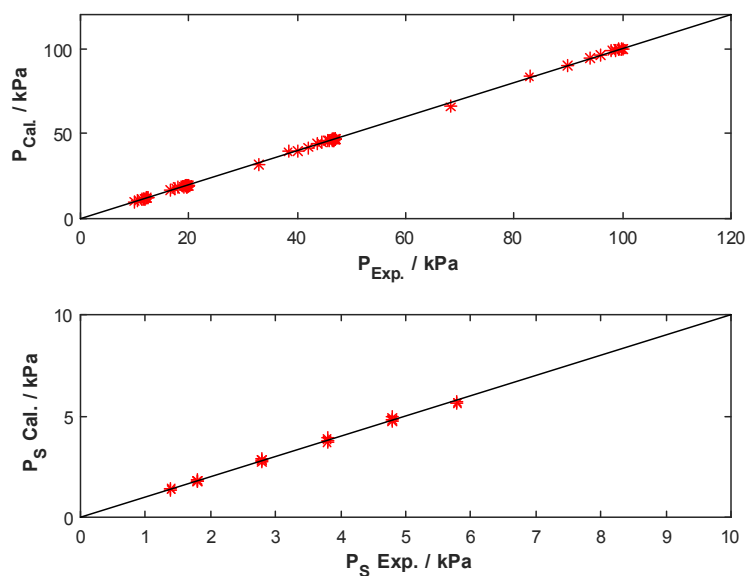 100
50
0
P_Cal. / kPa
0 20 40 60 80 100 120
P_Exp. / kPa
10
5
0
P_S Cal. / kPa
0 1 2 3 4 5 6 7 8 9 10
P_S Exp. / kPa